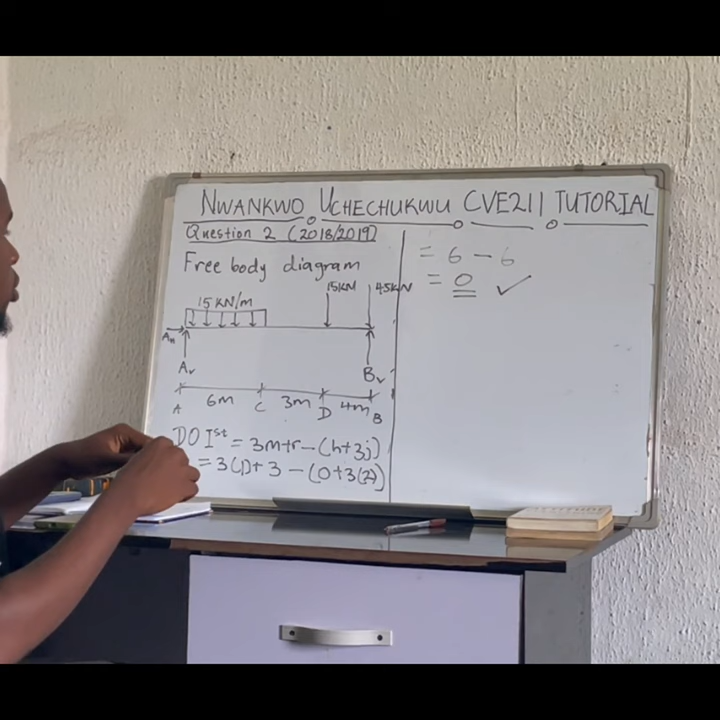 NWANKWO UCHECHUKWU CVE211 TUTORIAL
Question 2 (2018/2019)
Free body diagram
15KN 45KN
15 KN/m
AH
Av
Bv
6m 3m 4m
A C D B
D O I st = 3m+r - (h+3j)
= 3(1)+3 - (0+3(2))
= 6 - 6
= 0 ✓